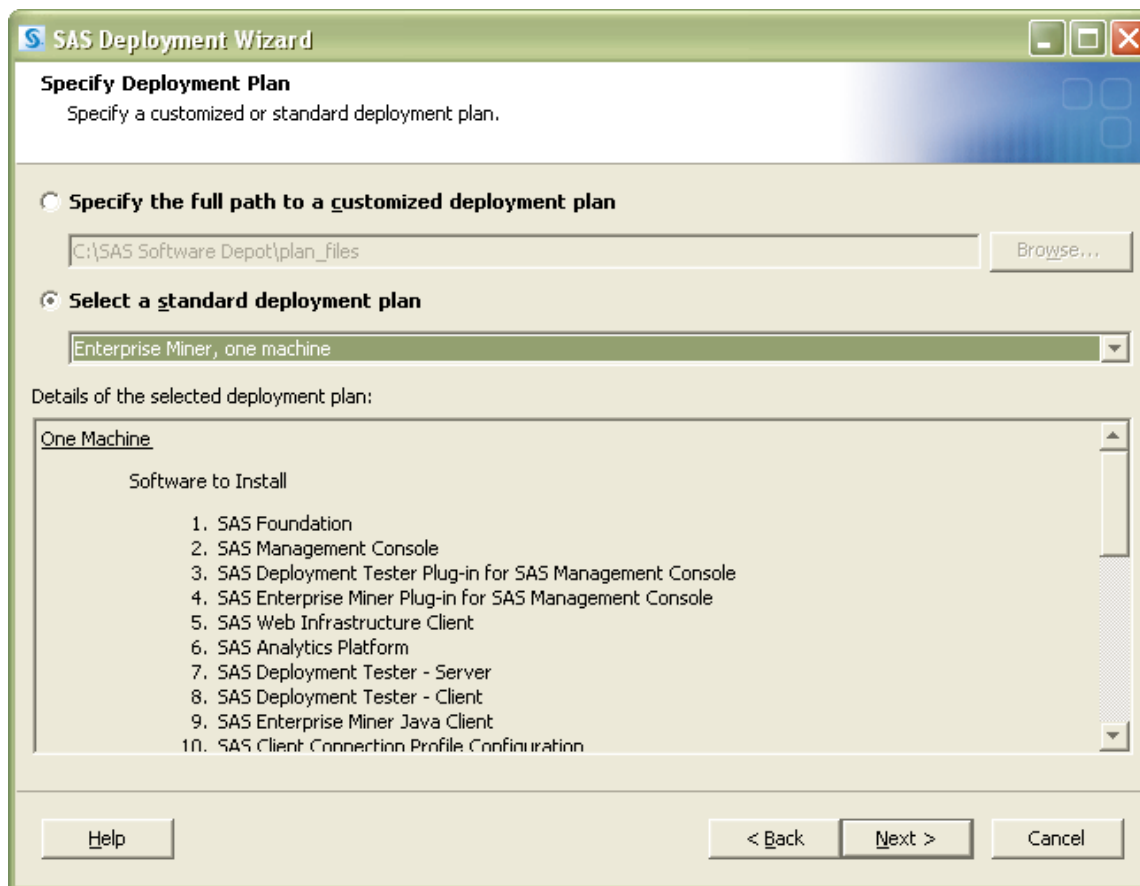 SAS Deployment Wizard
Specify Deployment Plan
Specify a customized or standard deployment plan.
Specify the full path to a customized deployment plan
C:\SAS Software Depot\plan_files
Browse...
Select a standard deployment plan
Enterprise Miner, one machine
Details of the selected deployment plan:
One Machine
Software to Install
1. SAS Foundation
2. SAS Management Console
3. SAS Deployment Tester Plug-in for SAS Management Console
4. SAS Enterprise Miner Plug-in for SAS Management Console
5. SAS Web Infrastructure Client
6. SAS Analytics Platform
7. SAS Deployment Tester - Server
8. SAS Deployment Tester - Client
9. SAS Enterprise Miner Java Client
10. SAS Client Connection Profile Configuration
Help
< Back
Next >
Cancel